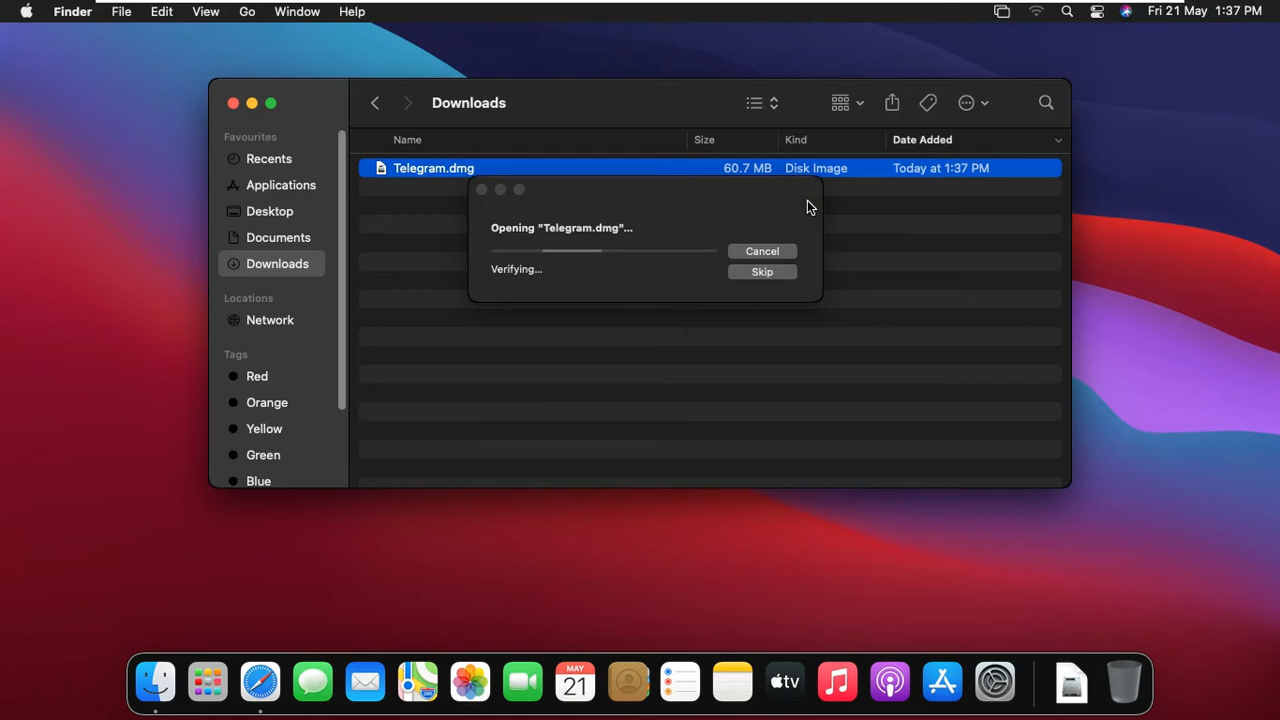 Finder File Edit View Go Window Help Fri 21 May 1:37 PM
Downloads
Favourites
Recents
Applications
Desktop
Documents
Downloads
Locations
Network
Tags
Red
Orange
Yellow
Green
Blue
Name Size Kind Date Added
Telegram.dmg 60.7 MB Disk Image Today at 1:37 PM
Opening "Telegram.dmg"...
Cancel
Verifying...
Skip
MAY
21
tv